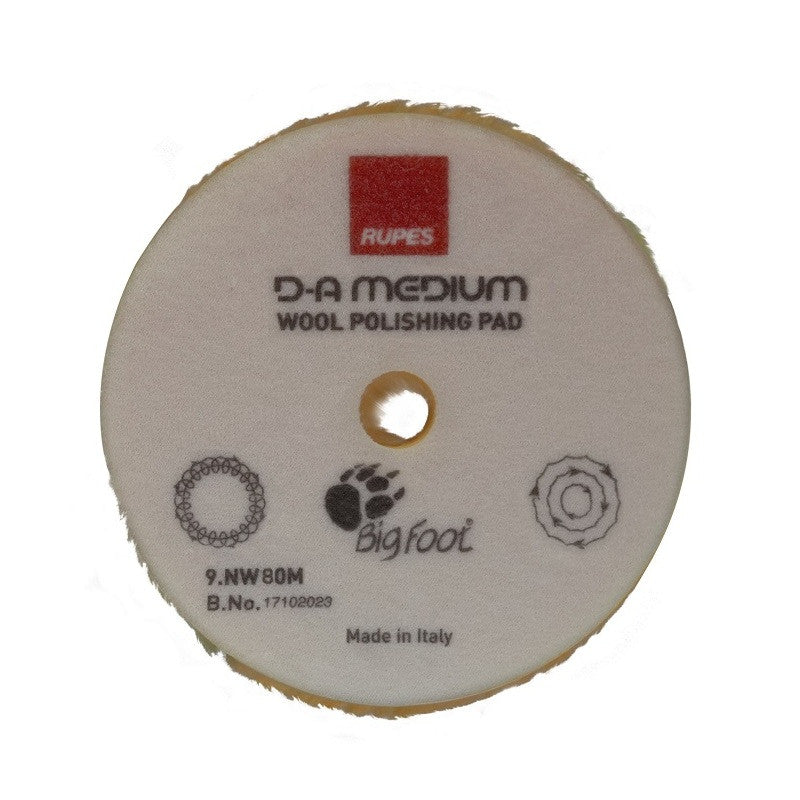 RUPES
D-A MEDIUM
WOOL POLISHING PAD
BigFoot®
9.NW80M
B.No. 17102023
Made in Italy